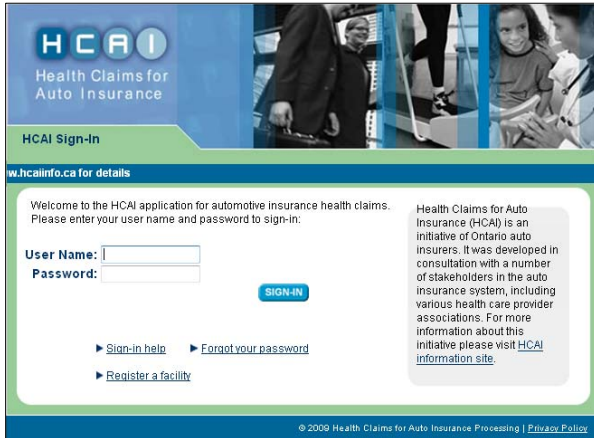 HCAI
Health Claims for
Auto Insurance
HCAI Sign-In
w.hcaiinfo.ca for details
Welcome to the HCAI application for automotive insurance health claims.
Please enter your user name and password to sign-in:
User Name:
Password:
SIGN-IN
Sign-in help
Forgot your password
Register a facility
Health Claims for Auto
Insurance (HCAI) is an
initiative of Ontario auto
insurers. It was developed in
consultation with a number
of stakeholders in the auto
insurance system, including
various health care provider
associations. For more
information about this
initiative please visit HCAI
information site.
© 2009 Health Claims for Auto Insurance Processing | Privacy Policy